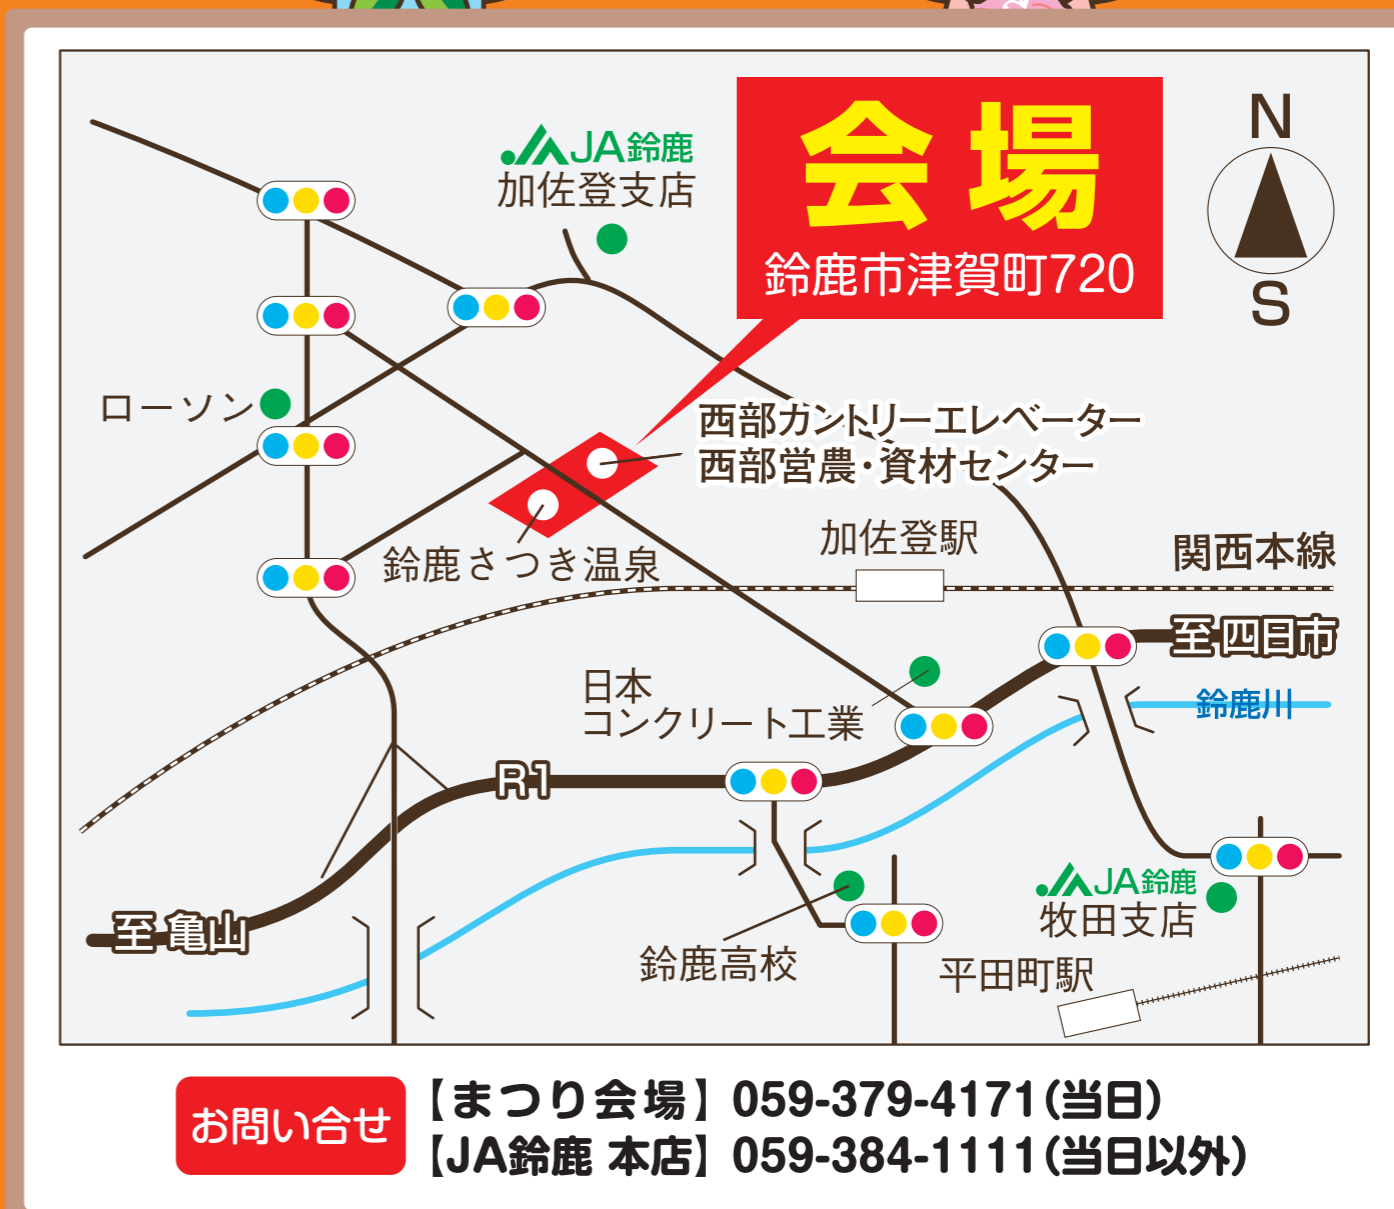 JA鈴鹿
加佐登支店
会場
鈴鹿市津賀町720
N
S
ローソン
西部カントリーエレベーター
西部営農・資材センター
鈴鹿さつき温泉
加佐登駅
関西本線
至 四日市
日本
コンクリート工業
鈴鹿川
R1
至 亀山
JA鈴鹿
牧田支店
鈴鹿高校
平田町駅
お問い合せ
【まつり会場】 059-379-4171(当日)
【JA鈴鹿 本店】 059-384-1111(当日以外)